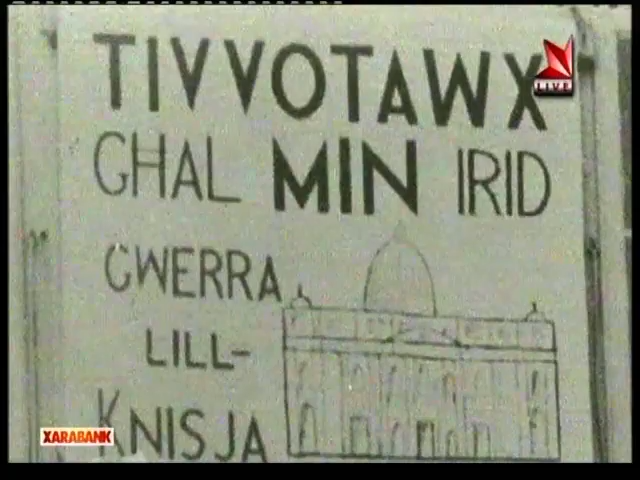 TIVVOTAWX
GHAL MIN IRID
GWERRA
LILL-
KNISJA
LIVE
XARABANK